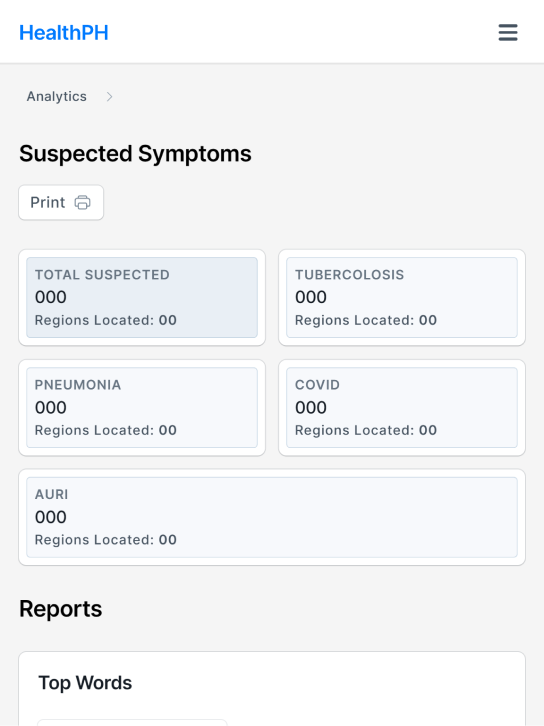 HealthPH
Analytics
Suspected Symptoms
Print
TOTAL SUSPECTED
000
Regions Located: 00
TUBERCOLOSIS
000
Regions Located: 00
PNEUMONIA
000
Regions Located: 00
COVID
000
Regions Located: 00
AURI
000
Regions Located: 00
Reports
Top Words